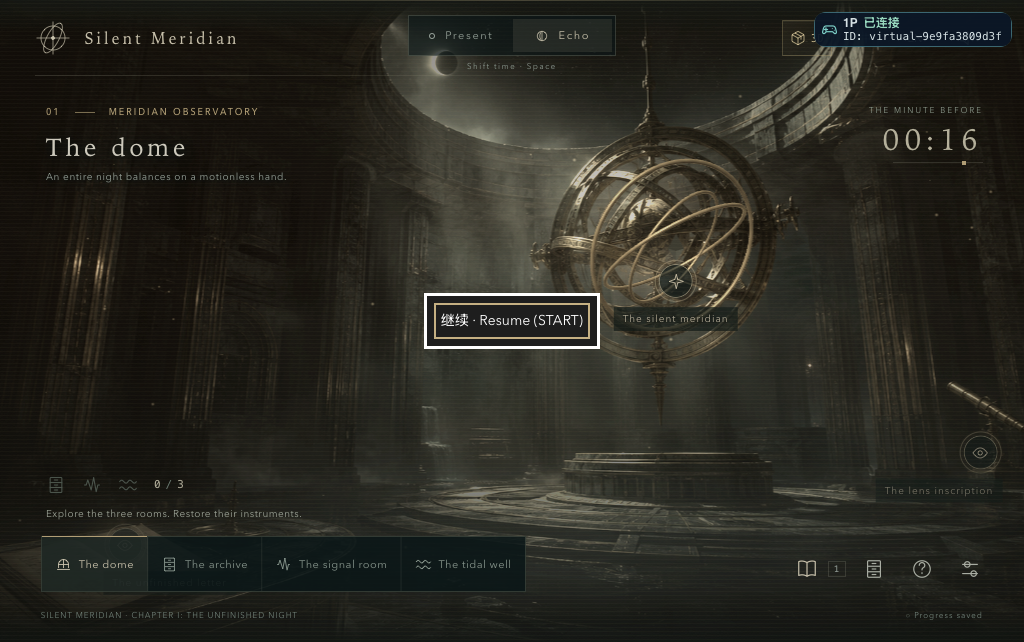 Silent Meridian
Present
Echo
Shift time · Space
1P 已连接
ID: virtual-9e9fa3809d3f
01 — MERIDIAN OBSERVATORY
The dome
An entire night balances on a motionless hand.
THE MINUTE BEFORE
00:16
继续 · Resume (START)
The silent meridian
The lens inscription
0 / 3
Explore the three rooms. Restore their instruments.
The dome
The archive
The signal room
The tidal well
1
SILENT MERIDIAN · CHAPTER I: THE UNFINISHED NIGHT
Progress saved